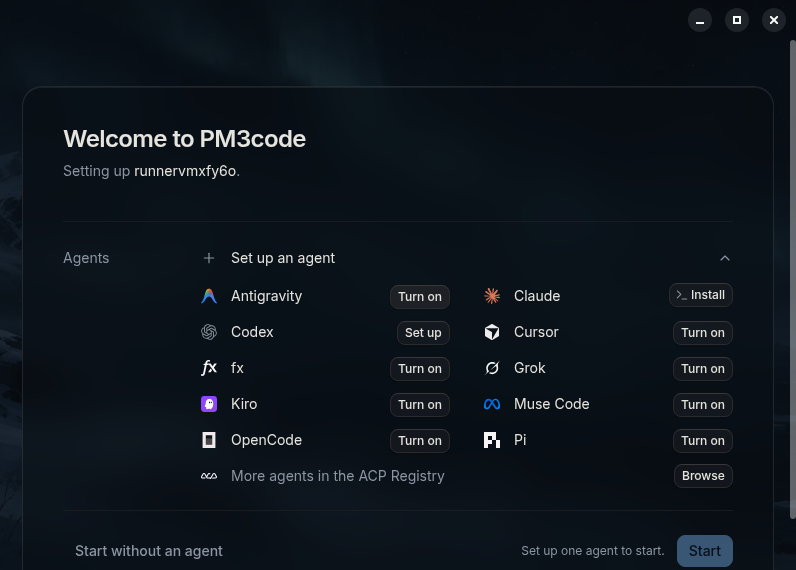 Welcome to PM3code
Setting up runnervmxfy6o.
Agents
Set up an agent
Antigravity
Turn on
Claude
Install
Codex
Set up
Cursor
Turn on
fx
Turn on
Grok
Turn on
Kiro
Turn on
Muse Code
Turn on
OpenCode
Turn on
Pi
Turn on
More agents in the ACP Registry
Browse
Start without an agent
Set up one agent to start.
Start